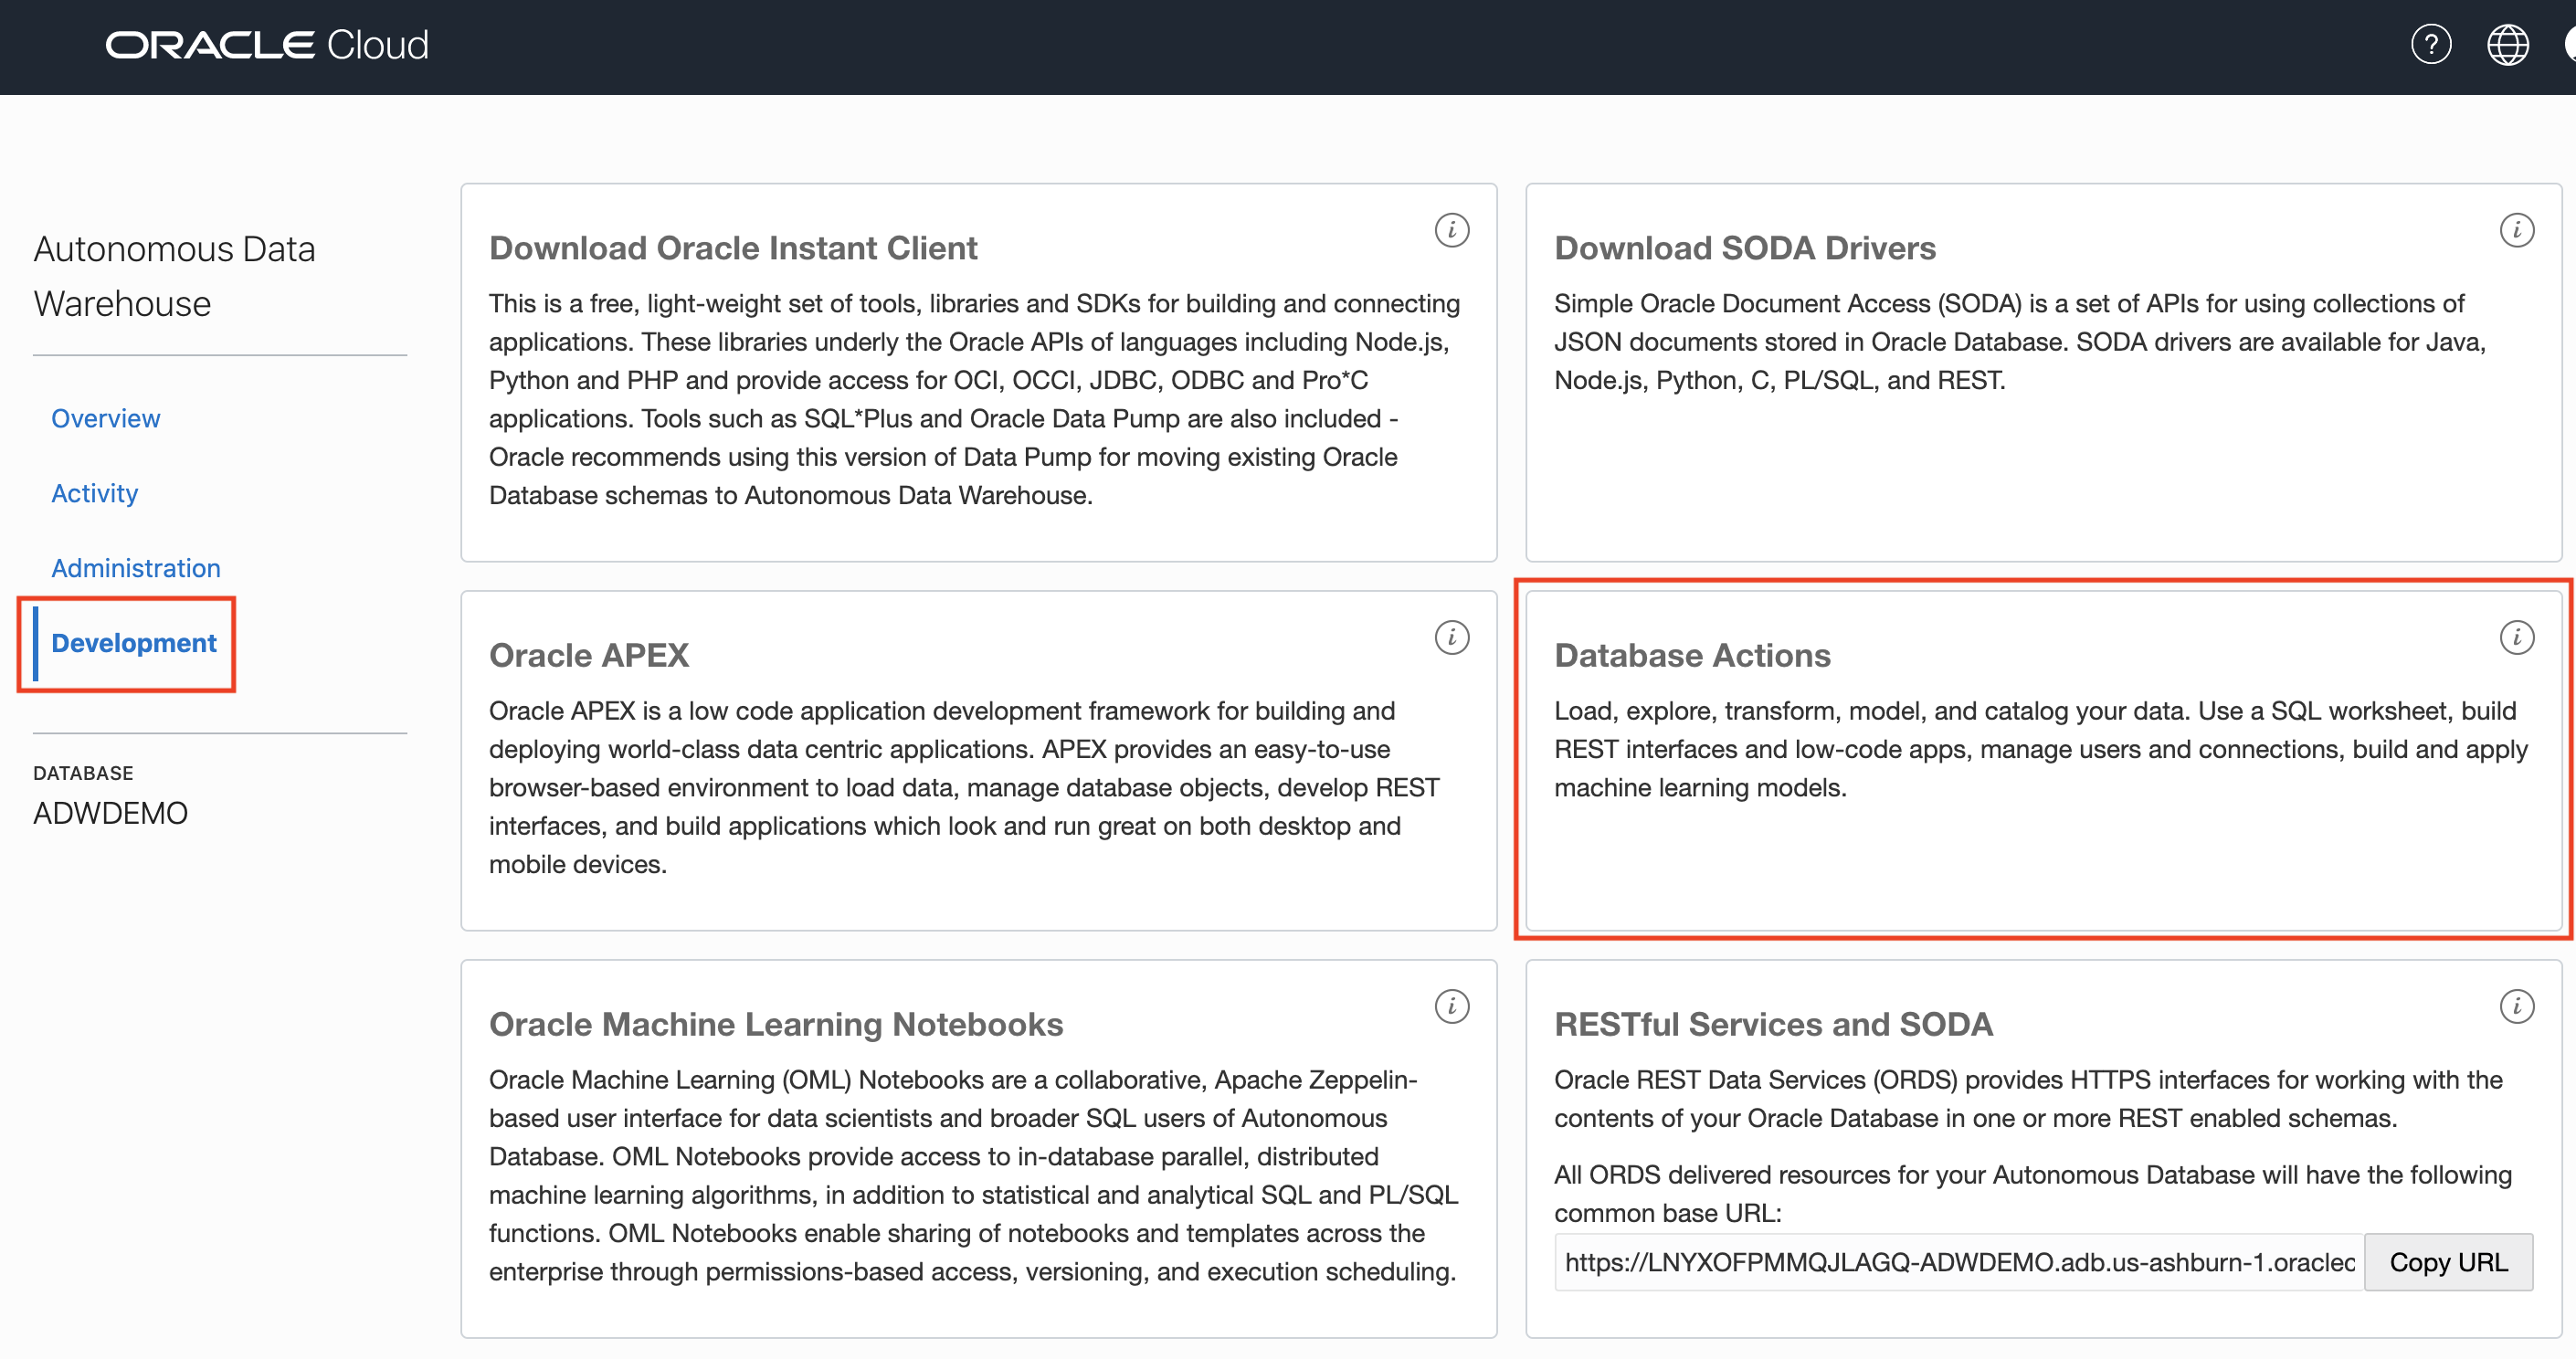 ORACLE Cloud
?
Autonomous Data
Warehouse
Overview
Activity
Administration
Development
DATABASE
ADWDEMO
Download Oracle Instant Client
i
This is a free, light-weight set of tools, libraries and SDKs for building and connecting
applications. These libraries underly the Oracle APIs of languages including Node.js,
Python and PHP and provide access for OCI, OCCI, JDBC, ODBC and Pro*C
applications. Tools such as SQL*Plus and Oracle Data Pump are also included -
Oracle recommends using this version of Data Pump for moving existing Oracle
Database schemas to Autonomous Data Warehouse.
Download SODA Drivers
i
Simple Oracle Document Access (SODA) is a set of APIs for using collections of
JSON documents stored in Oracle Database. SODA drivers are available for Java,
Node.js, Python, C, PL/SQL, and REST.
Oracle APEX
i
Oracle APEX is a low code application development framework for building and
deploying world-class data centric applications. APEX provides an easy-to-use
browser-based environment to load data, manage database objects, develop REST
interfaces, and build applications which look and run great on both desktop and
mobile devices.
Database Actions
i
Load, explore, transform, model, and catalog your data. Use a SQL worksheet, build
REST interfaces and low-code apps, manage users and connections, build and apply
machine learning models.
Oracle Machine Learning Notebooks
i
Oracle Machine Learning (OML) Notebooks are a collaborative, Apache Zeppelin-
based user interface for data scientists and broader SQL users of Autonomous
Database. OML Notebooks provide access to in-database parallel, distributed
machine learning algorithms, in addition to statistical and analytical SQL and PL/SQL
functions. OML Notebooks enable sharing of notebooks and templates across the
enterprise through permissions-based access, versioning, and execution scheduling.
RESTful Services and SODA
i
Oracle REST Data Services (ORDS) provides HTTPS interfaces for working with the
contents of your Oracle Database in one or more REST enabled schemas.
All ORDS delivered resources for your Autonomous Database will have the following
common base URL:
https://LNYXOFPMMQJLAGQ-ADWDEMO.adb.us-ashburn-1.oraclec
Copy URL